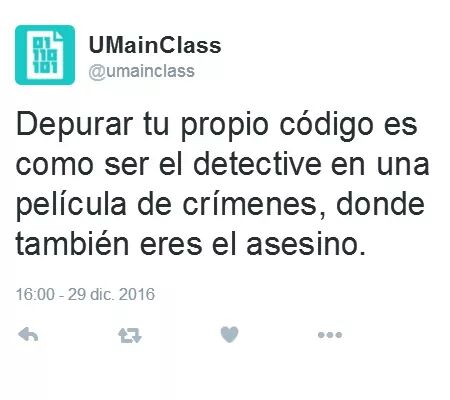 01
110
101
UMainClass
@umainclass
Depurar tu propio código es
como ser el detective en una
película de crímenes, donde
también eres el asesino.
16:00 - 29 dic. 2016